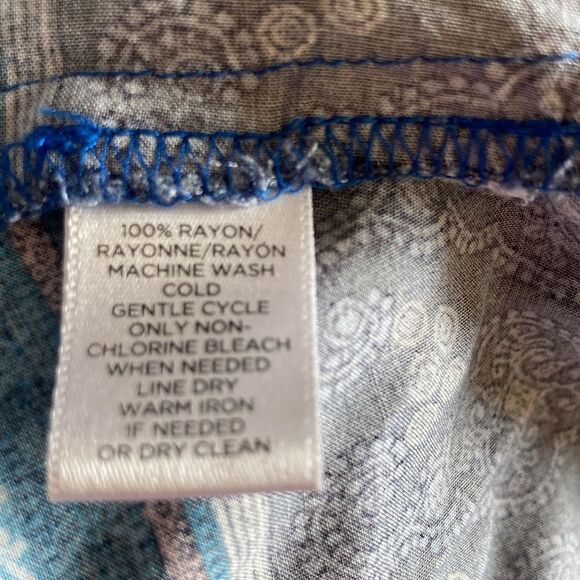 100% RAYON/
RAYONNE/RAYÓN
MACHINE WASH
COLD
GENTLE CYCLE
ONLY NON-
CHLORINE BLEACH
WHEN NEEDED
LINE DRY
WARM IRON
IF NEEDED
OR DRY CLEAN